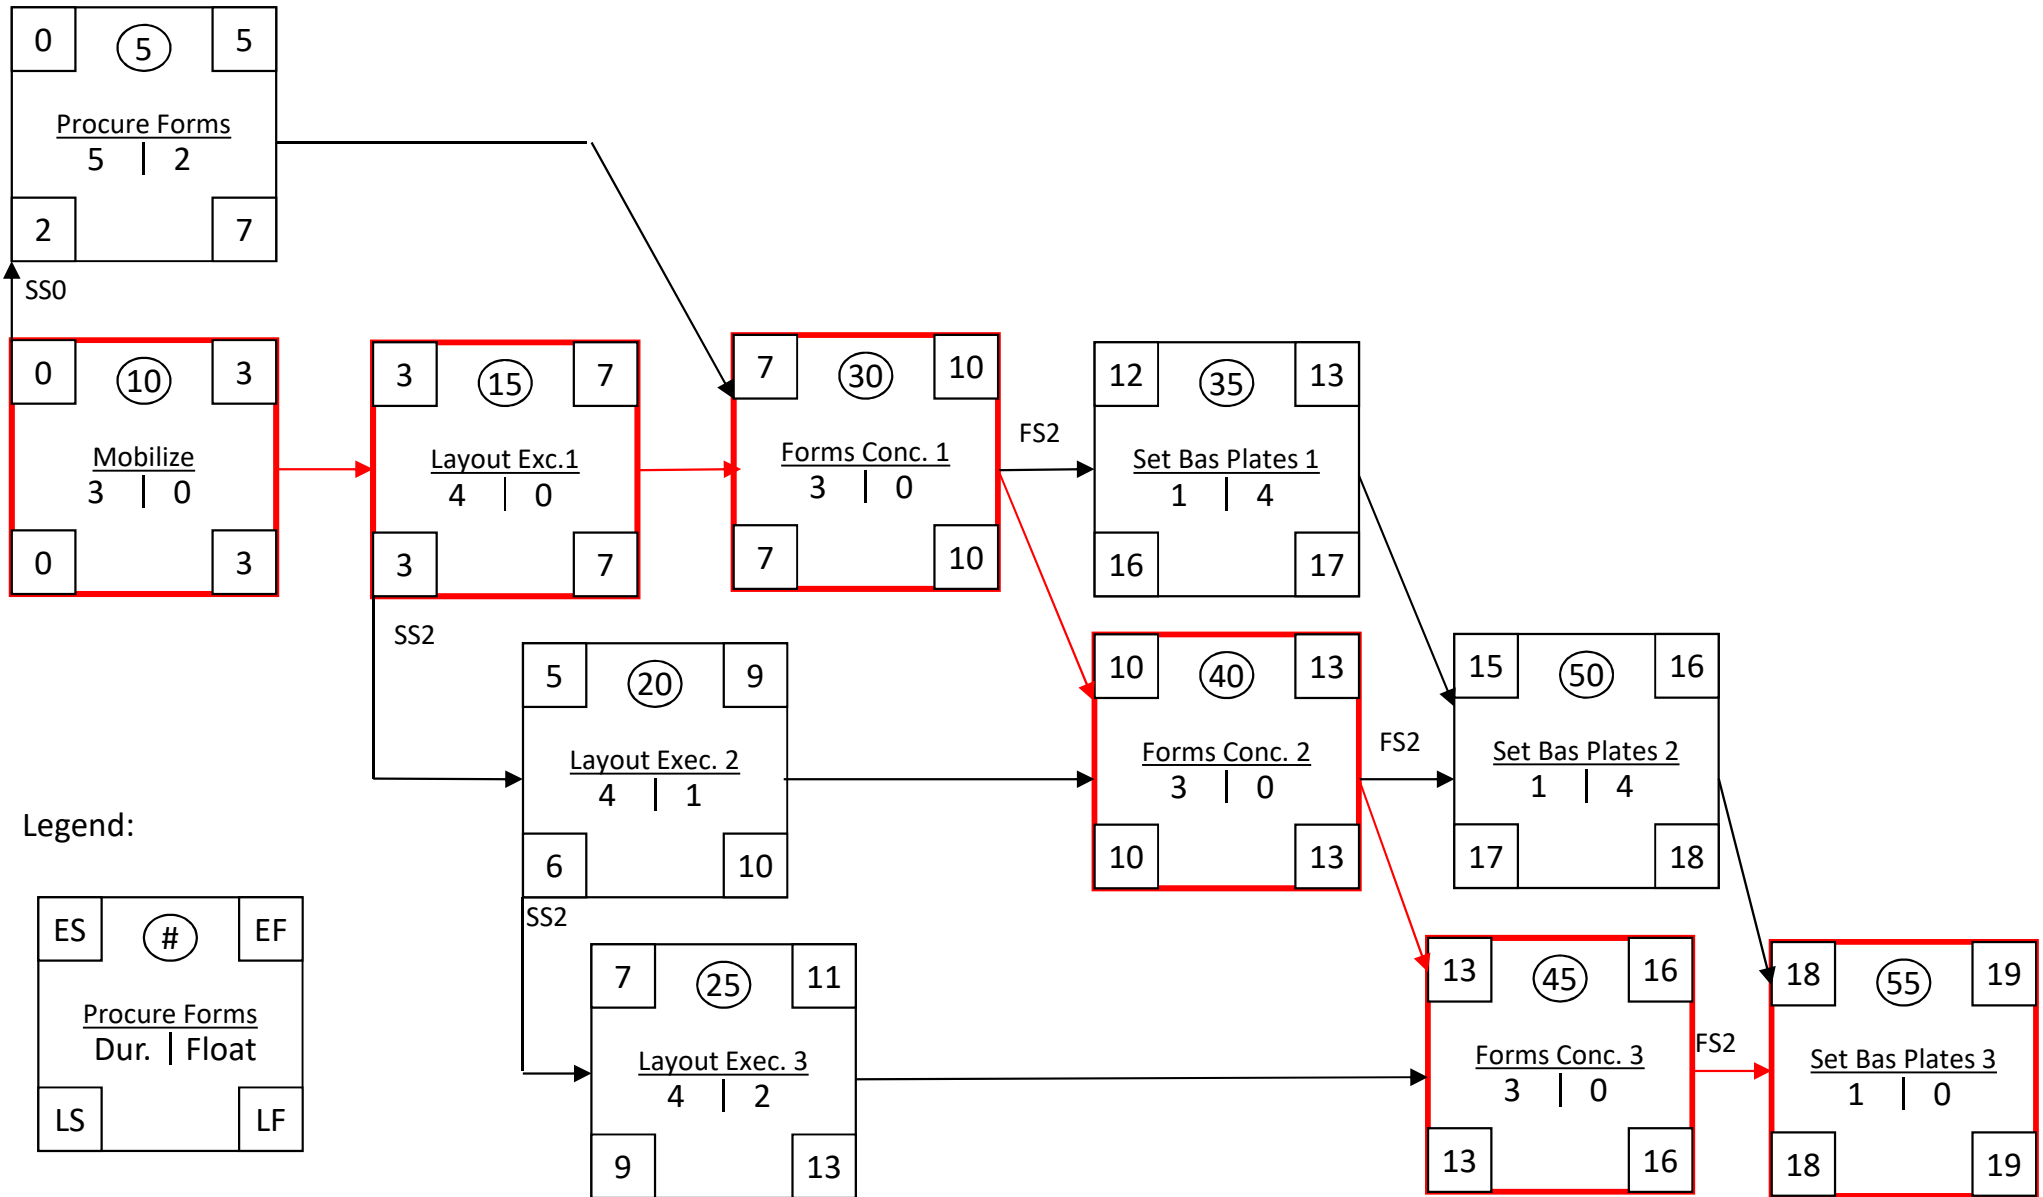 0 5 5
Procure Forms
5 2
2 7
SS0
0 10 3
Mobilize
3 0
0 3
3 15 7
Layout Exc.1
4 0
3 7
SS2
7 30 10
Forms Conc. 1
3 0
7 10
FS2
12 35 13
Set Bas Plates 1
1 4
16 17
5 20 9
Layout Exec. 2
4 1
6 10
SS2
10 40 13
Forms Conc. 2
3 0
10 13
FS2
15 50 16
Set Bas Plates 2
1 4
17 18
7 25 11
Layout Exec. 3
4 2
9 13
13 45 16
Forms Conc. 3
3 0
13 16
FS2
18 55 19
Set Bas Plates 3
1 0
18 19
Legend:
ES # EF
Procure Forms
Dur. Float
LS LF